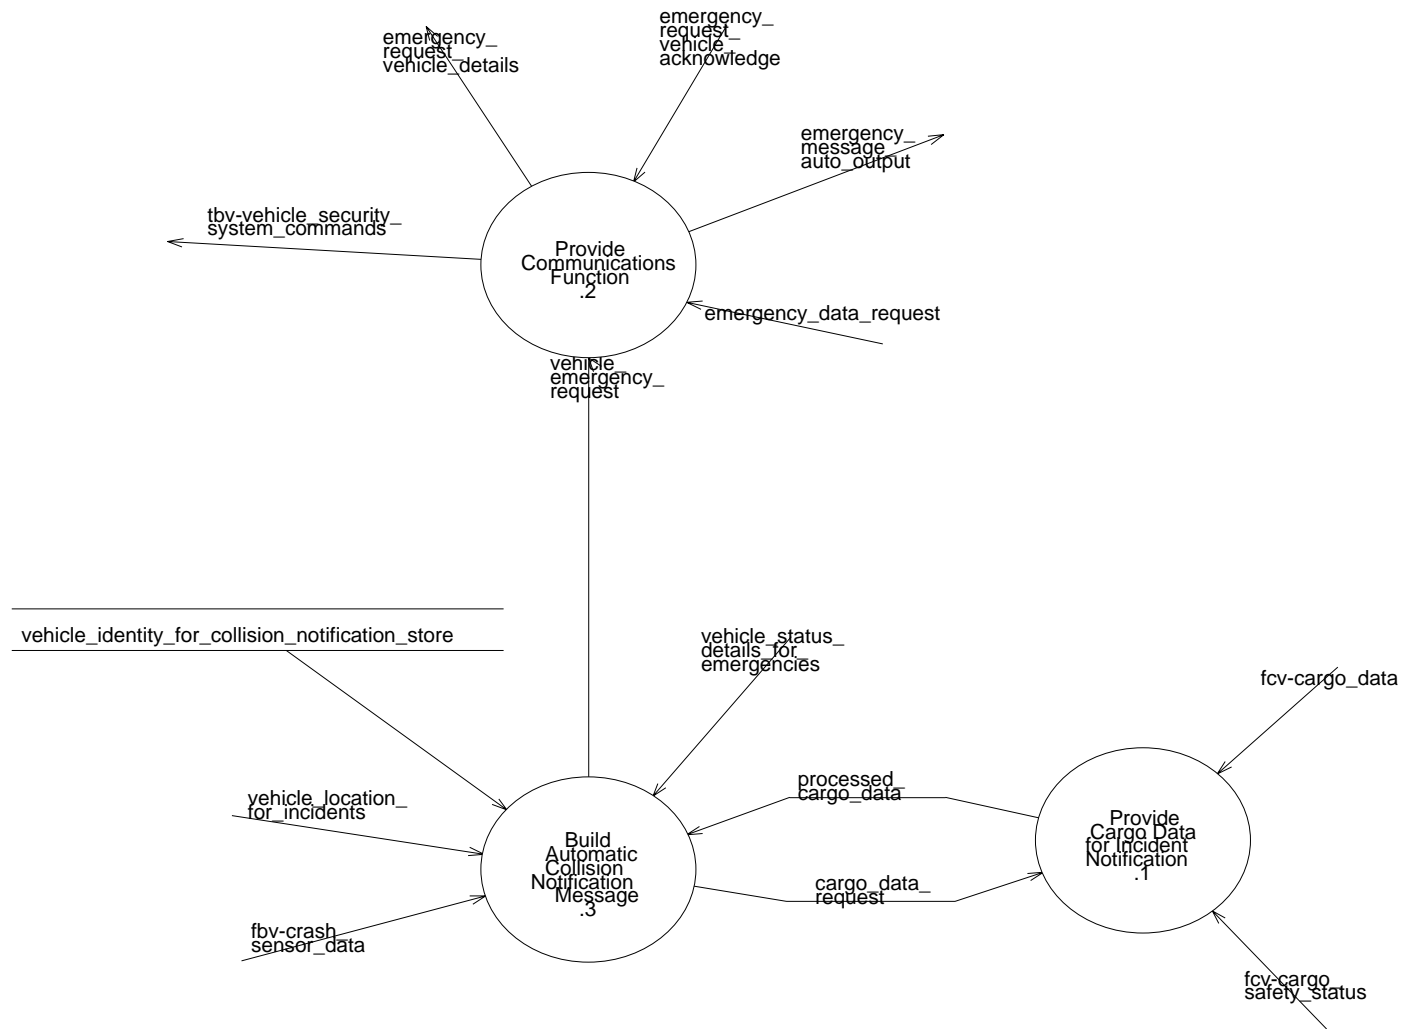 emergency_
request_
vehicle_details
emergency_
request_
vehicle_
acknowledge
emergency_
message_
auto_output
tbv-vehicle_security_
system_commands
Provide
Communications
Function
.2
emergency_data_request
vehicle_
emergency_
request
vehicle_identity_for_collision_notification_store
vehicle_status_
details_for_
emergencies
fcv-cargo_data
processed_
cargo_data
vehicle_location_
for_incidents
Build
Automatic
Collision
Notification
Message
.3
Provide
Cargo Data
for Incident
Notification
.1
cargo_data_
request
fbv-crash_
sensor_data
fcv-cargo_
safety_status